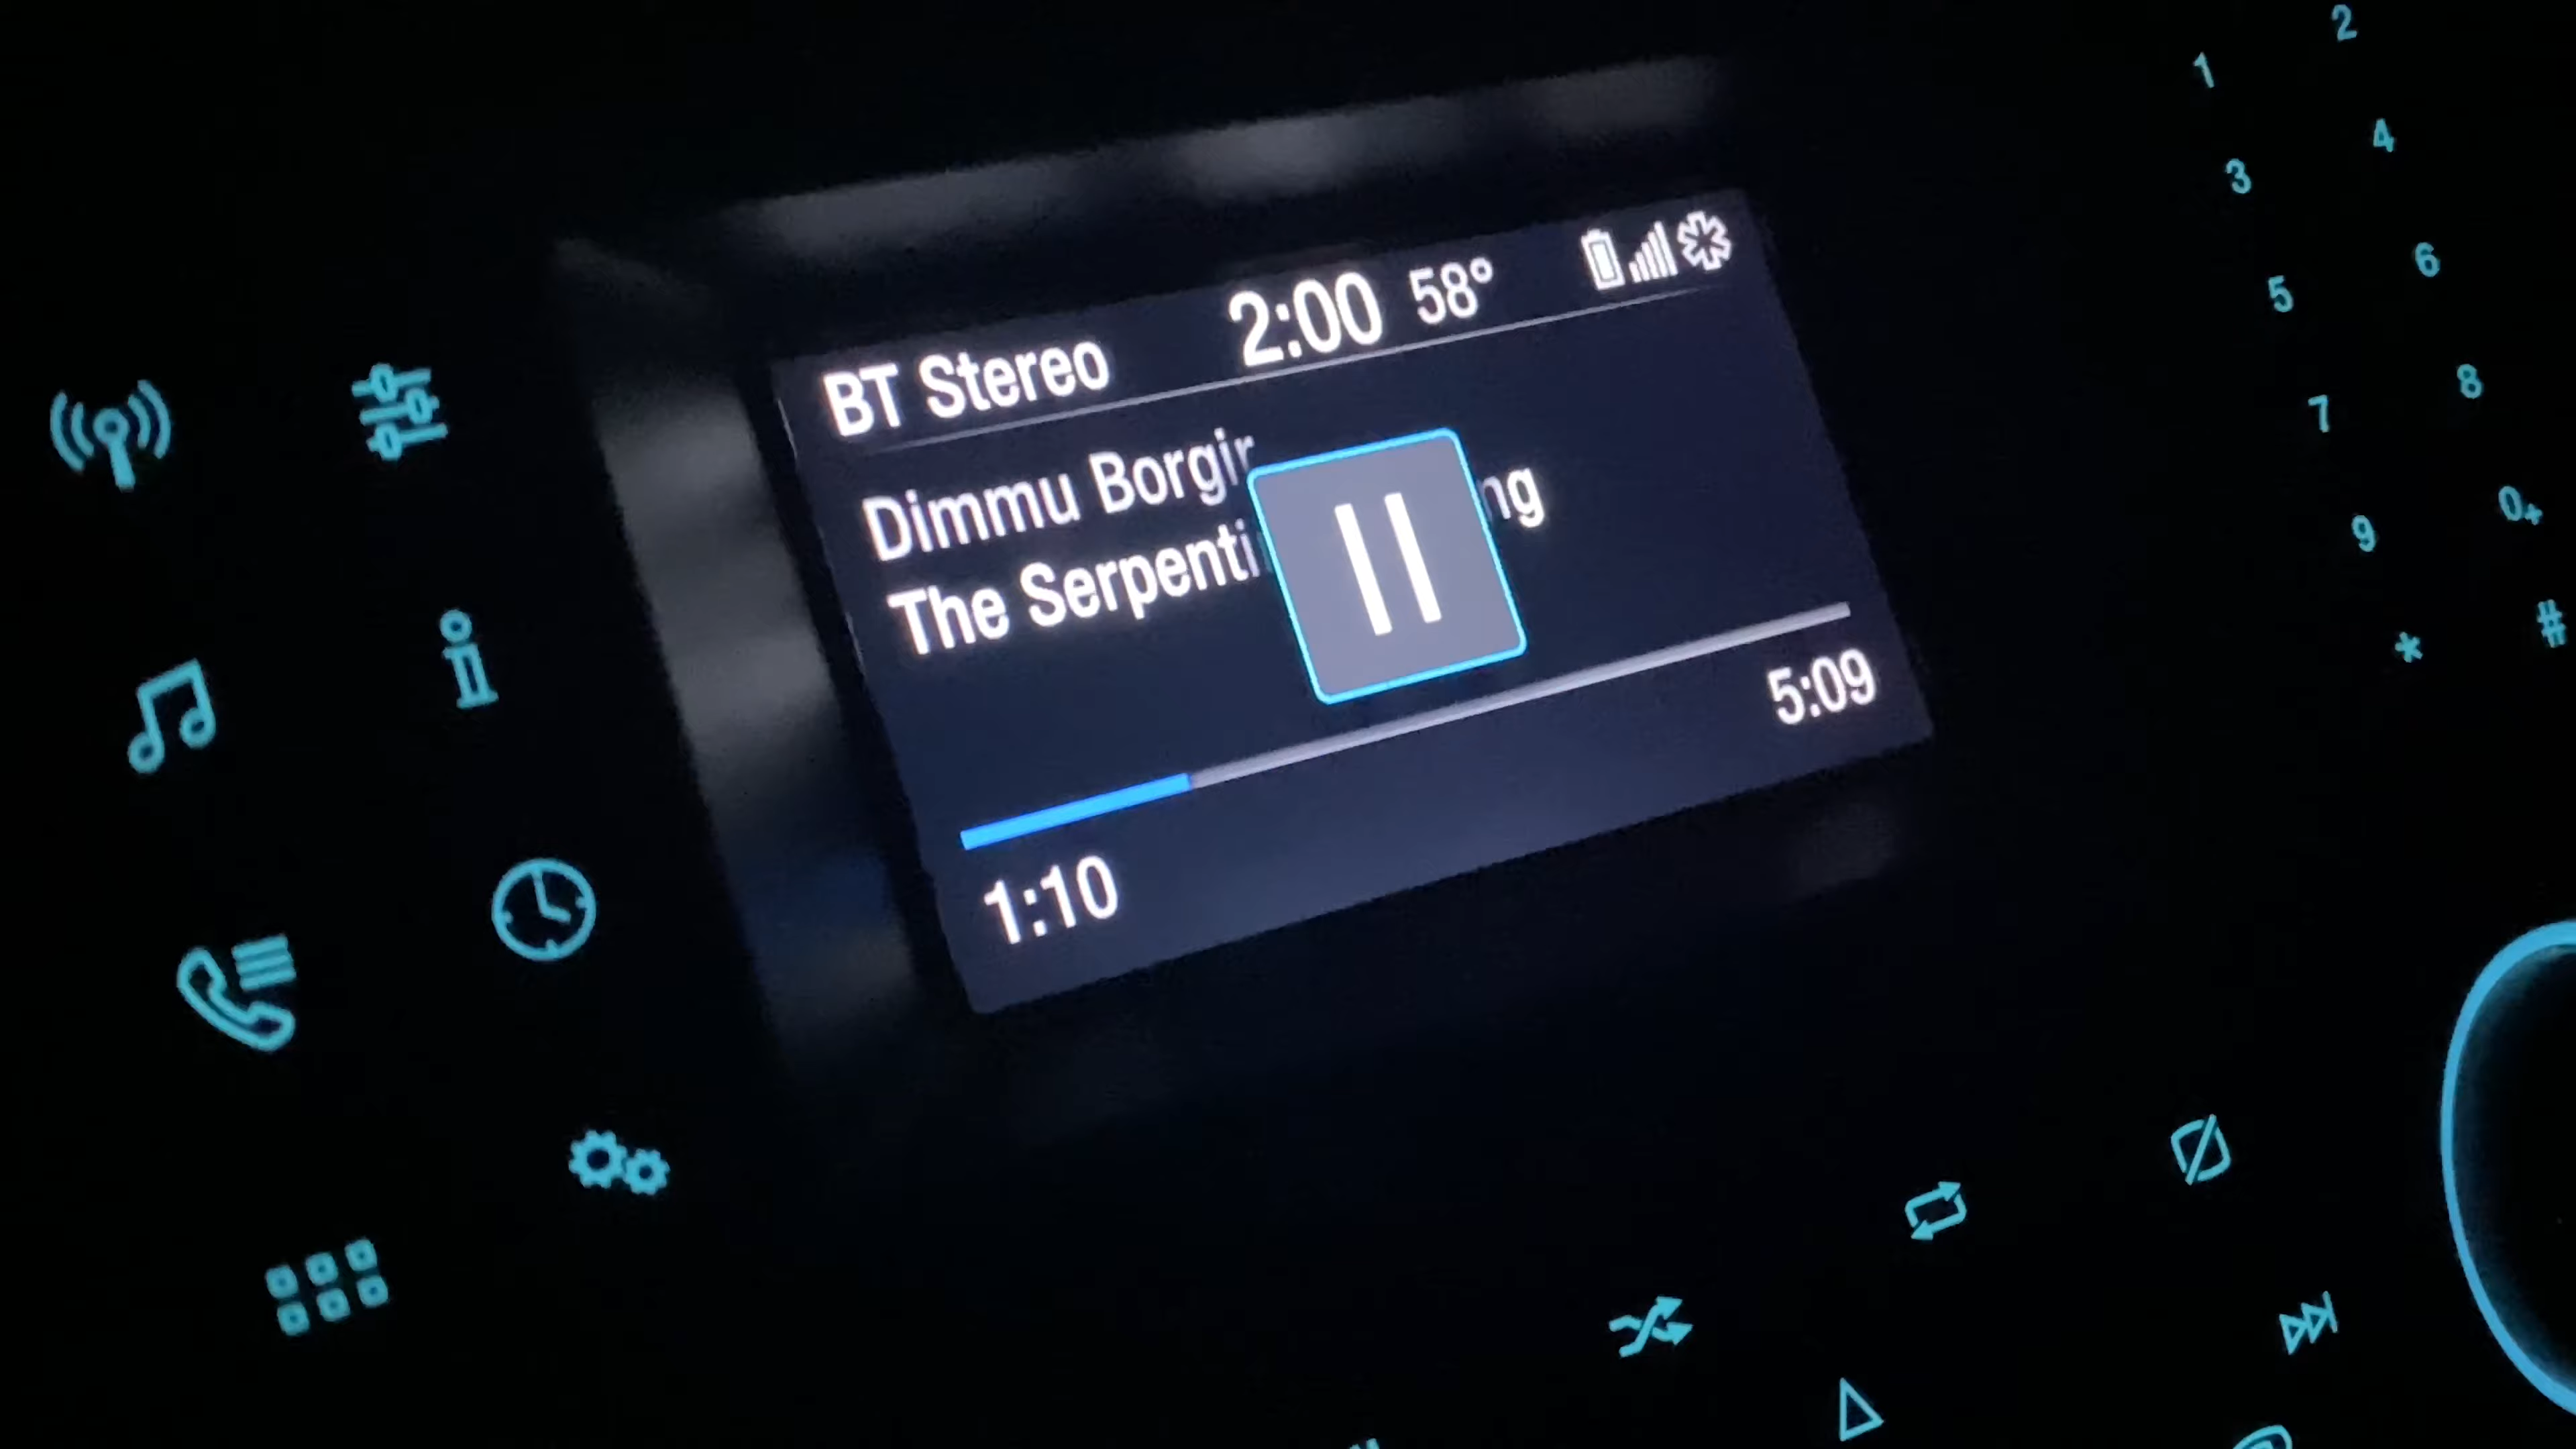 BT Stereo 2:00 58°
Dimmu Borgir
The Serpenti ng
1:10 5:09
1 2
3 4
5 6
7 8
9 0+
* #